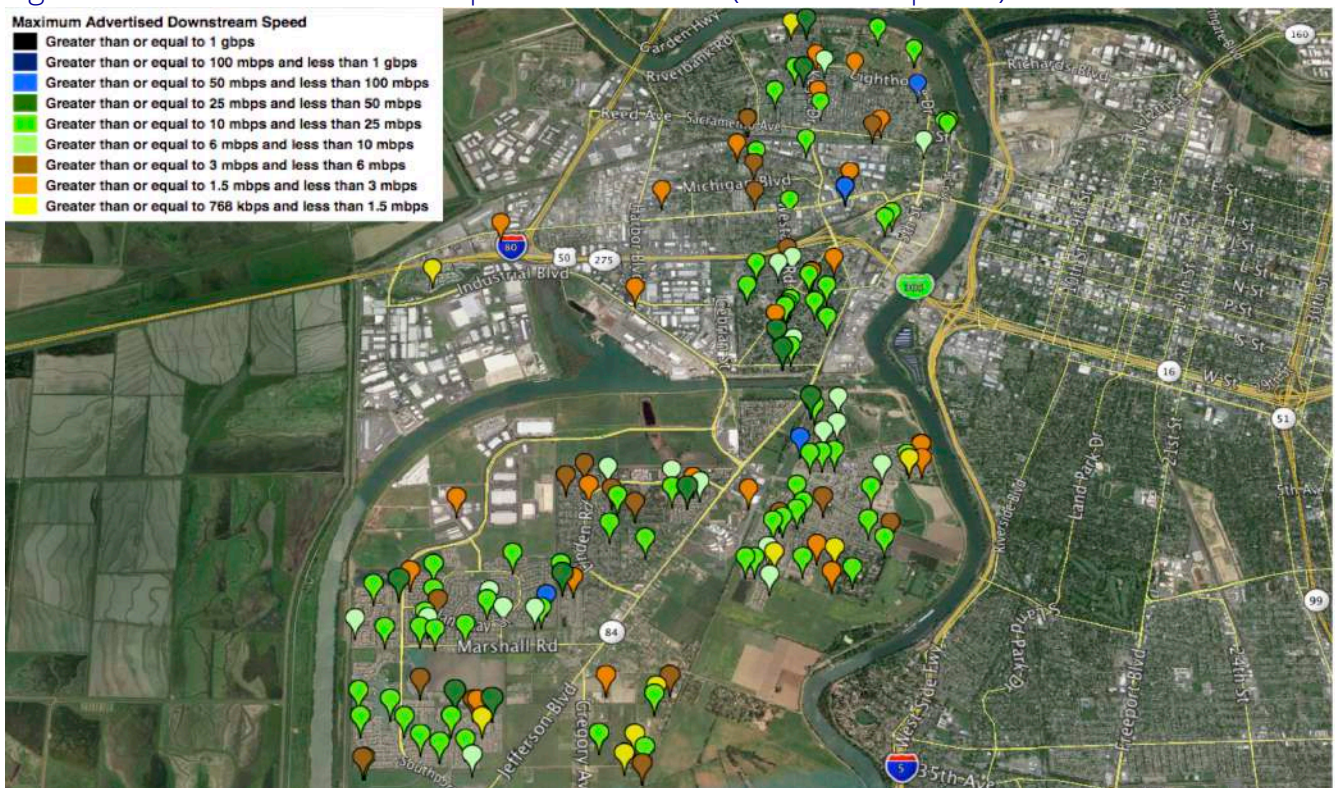 Maximum Advertised Downstream Speed
Greater than or equal to 1 gbps
Greater than or equal to 100 mbps and less than 1 gbps
Greater than or equal to 50 mbps and less than 100 mbps
Greater than or equal to 25 mbps and less than 50 mbps
Greater than or equal to 10 mbps and less than 25 mbps
Greater than or equal to 6 mbps and less than 10 mbps
Greater than or equal to 3 mbps and less than 6 mbps
Greater than or equal to 1.5 mbps and less than 3 mbps
Greater than or equal to 768 kbps and less than 1.5 mbps
Garden Hwy
Riverbank Rd
160
Richards Blvd
Reed Ave
Sacramento Ave
Michigan Blvd
F St
H St
L St
N St
P St
S St
W St
80
50
275
Industrial Blvd
Harbor Blvd
16
51
21st St
Land Park Dr
Riverside Blvd
5th Ave
99
84
Marshall Rd
S Land Park Dr
24th St
Freeport Blvd
West Side Fwy
Jefferson Blvd
Gregory Av
5
35th Ave